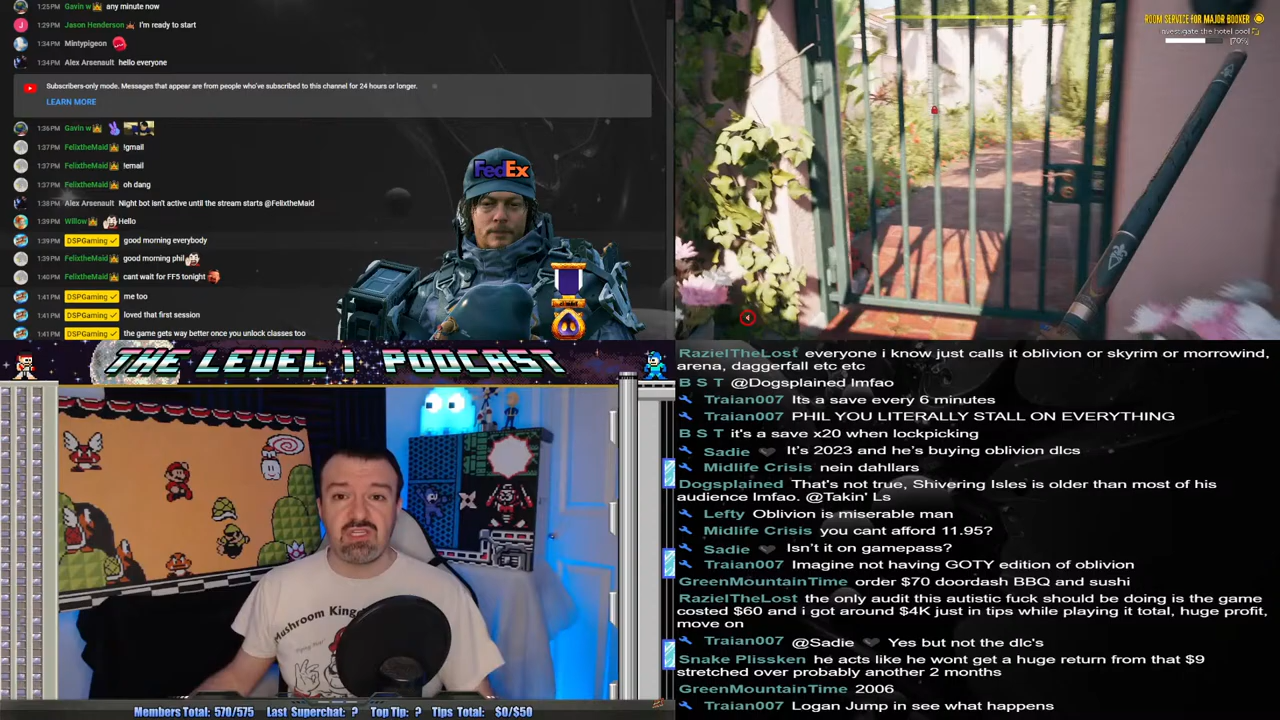 1:25PM Gavin w any minute now
1:29PM Jason Henderson I'm ready to start
1:34PM Mintypigeon
1:34PM Alex Arsenault hello everyone
Subscribers-only mode. Messages that appear are from people who've subscribed to this channel for 24 hours or longer.
LEARN MORE
1:36PM Gavin w
1:37PM FelixtheMaid !gmail
1:37PM FelixtheMaid !email
1:37PM FelixtheMaid oh dang
1:38PM Alex Arsenault Night bot isn't active until the stream starts @FelixtheMaid
1:39PM Willow Hello
1:39PM DSPGaming good morning everybody
1:39PM FelixtheMaid good morning phil
1:40PM FelixtheMaid cant wait for FF5 tonight
1:41PM DSPGaming me too
1:41PM DSPGaming loved that first session
1:41PM DSPGaming the game gets way better once you unlock classes too
FedEx
ROOM SERVICE FOR MAJOR BOOKER
Investigate the hotel pool
[70%]
THE LEVEL 1 PODCAST
Mushroom Kingd
Members Total: 570/575 Last Superchat: ? Top Tip: ? Tips Total: $0/$50
RazielTheLost everyone i know just calls it oblivion or skyrim or morrowind,
arena, daggerfall etc etc
B S T @Dogsplained lmfao
Traian007 Its a save every 6 minutes
Traian007 PHIL YOU LITERALLY STALL ON EVERYTHING
B S T it's a save x20 when lockpicking
Sadie It's 2023 and he's buying oblivion dlcs
Midlife Crisis nein dahllars
Dogsplained That's not true, Shivering Isles is older than most of his
audience lmfao. @Takin' Ls
Lefty Oblivion is miserable man
Midlife Crisis you cant afford 11.95?
Sadie Isn't it on gamepass?
Traian007 Imagine not having GOTY edition of oblivion
GreenMountainTime order $70 doordash BBQ and sushi
RazielTheLost the only audit this autistic fuck should be doing is the game
costed $60 and i got around $4K just in tips while playing it total, huge profit,
move on
Traian007 @Sadie Yes but not the dlc's
Snake Plissken he acts like he wont get a huge return from that $9
stretched over probably another 2 months
GreenMountainTime 2006
Traian007 Logan Jump in see what happens